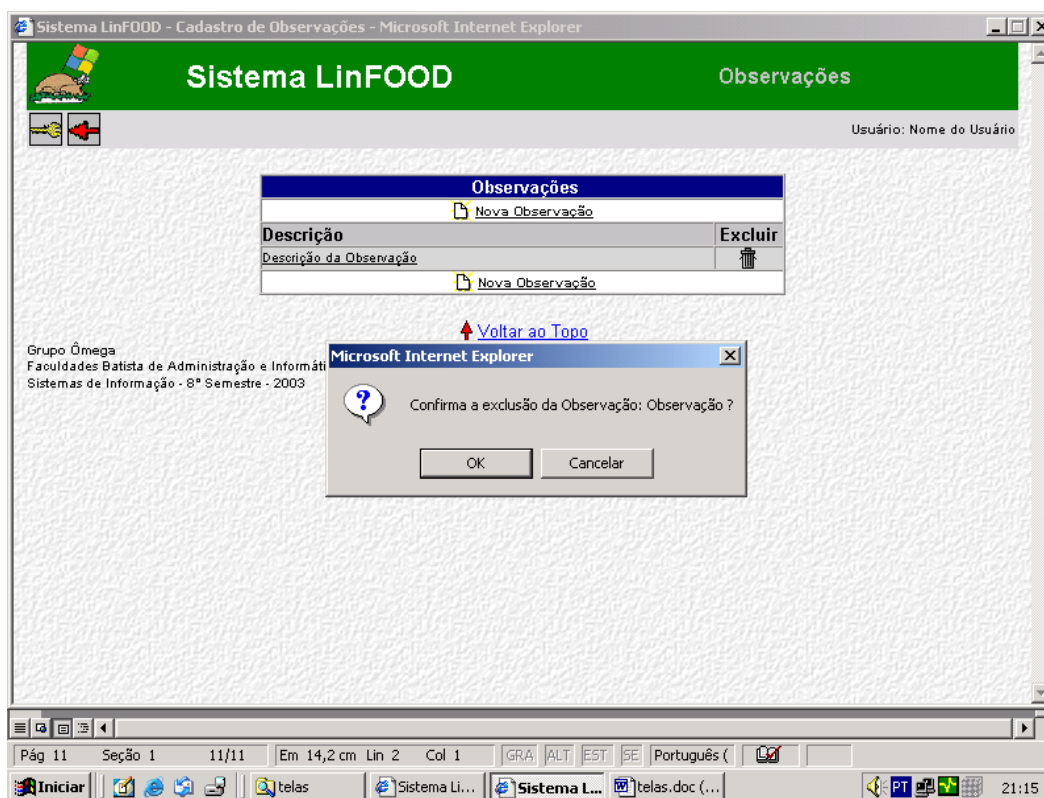 Sistema LinFOOD - Cadastro de Observações - Microsoft Internet Explorer
Sistema LinFOOD
Observações
Usuário: Nome do Usuário
Observações
Nova Observação
Descrição Excluir
Descrição da Observação
Nova Observação
Voltar ao Topo
Grupo Ômega
Faculdades Batista de Administração e Informáti
Sistemas de Informação - 8º Semestre - 2003
Microsoft Internet Explorer
Confirma a exclusão da Observação: Observação ?
OK Cancelar
Pág 11 Seção 1 11/11 Em 14,2 cm Lin 2 Col 1 GRA ALT EST SE Português (
Iniciar telas Sistema Li... Sistema L... telas.doc (... PT 21:15